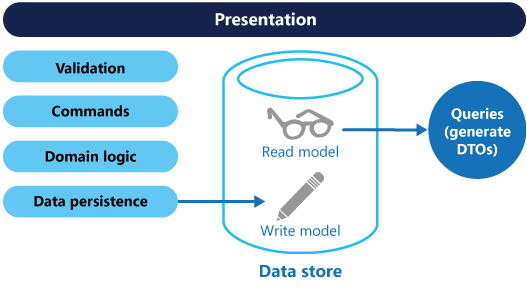 Presentation
Validation
Commands
Domain logic
Data persistence
Read model
Write model
Data store
Queries
(generate
DTOs)